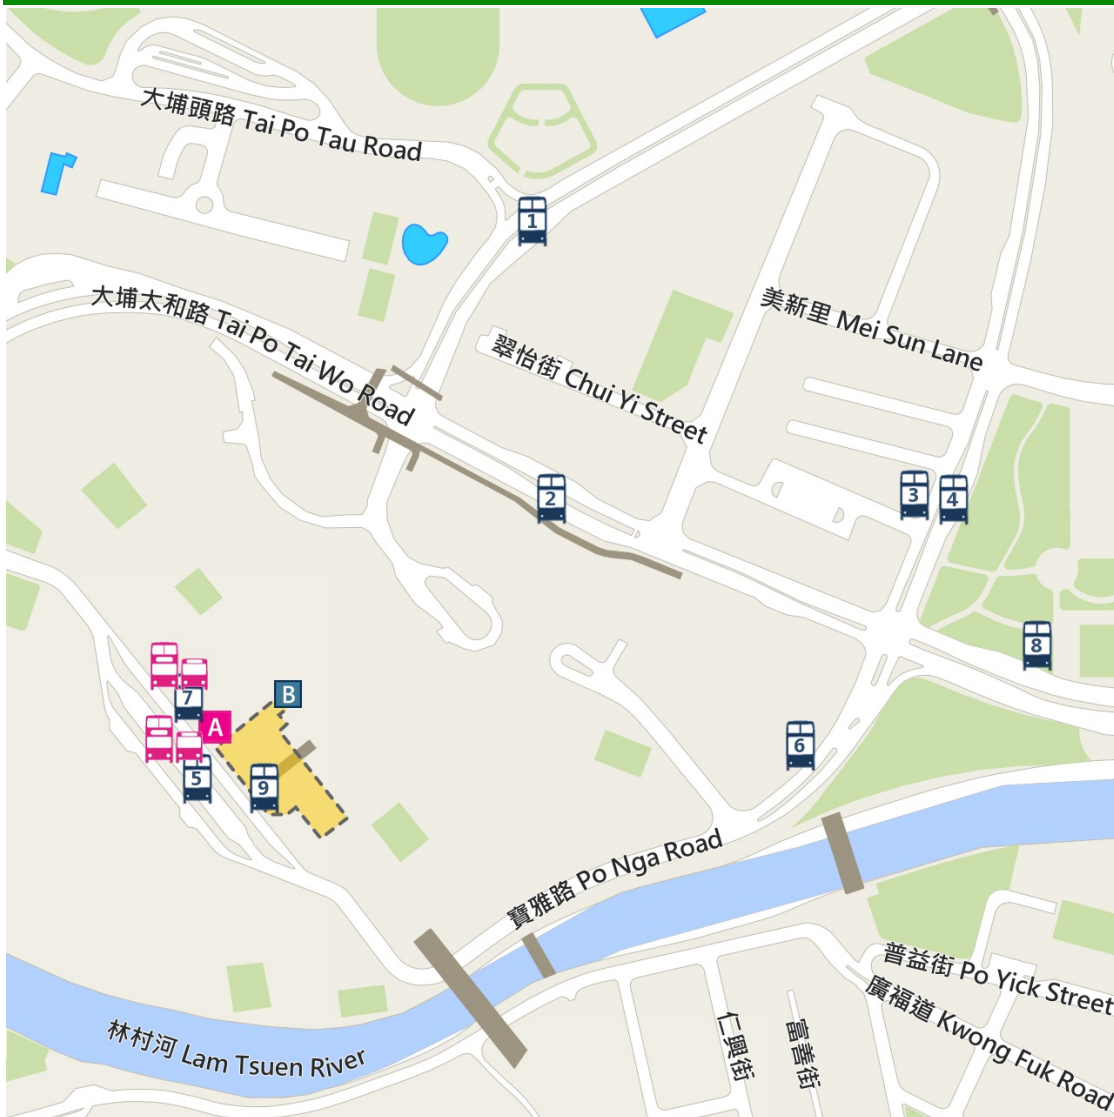 大埔頭路 Tai Po Tau Road
1
大埔太和路 Tai Po Tai Wo Road
美新里 Mei Sun Lane
翠怡街 Chui Yi Street
2
3
4
8
B
7
A
6
5
9
寶雅路 Po Nga Road
普益街 Po Yick Street
廣福道 Kwong Fuk Road
仁興街
富善街
林村河 Lam Tsuen River